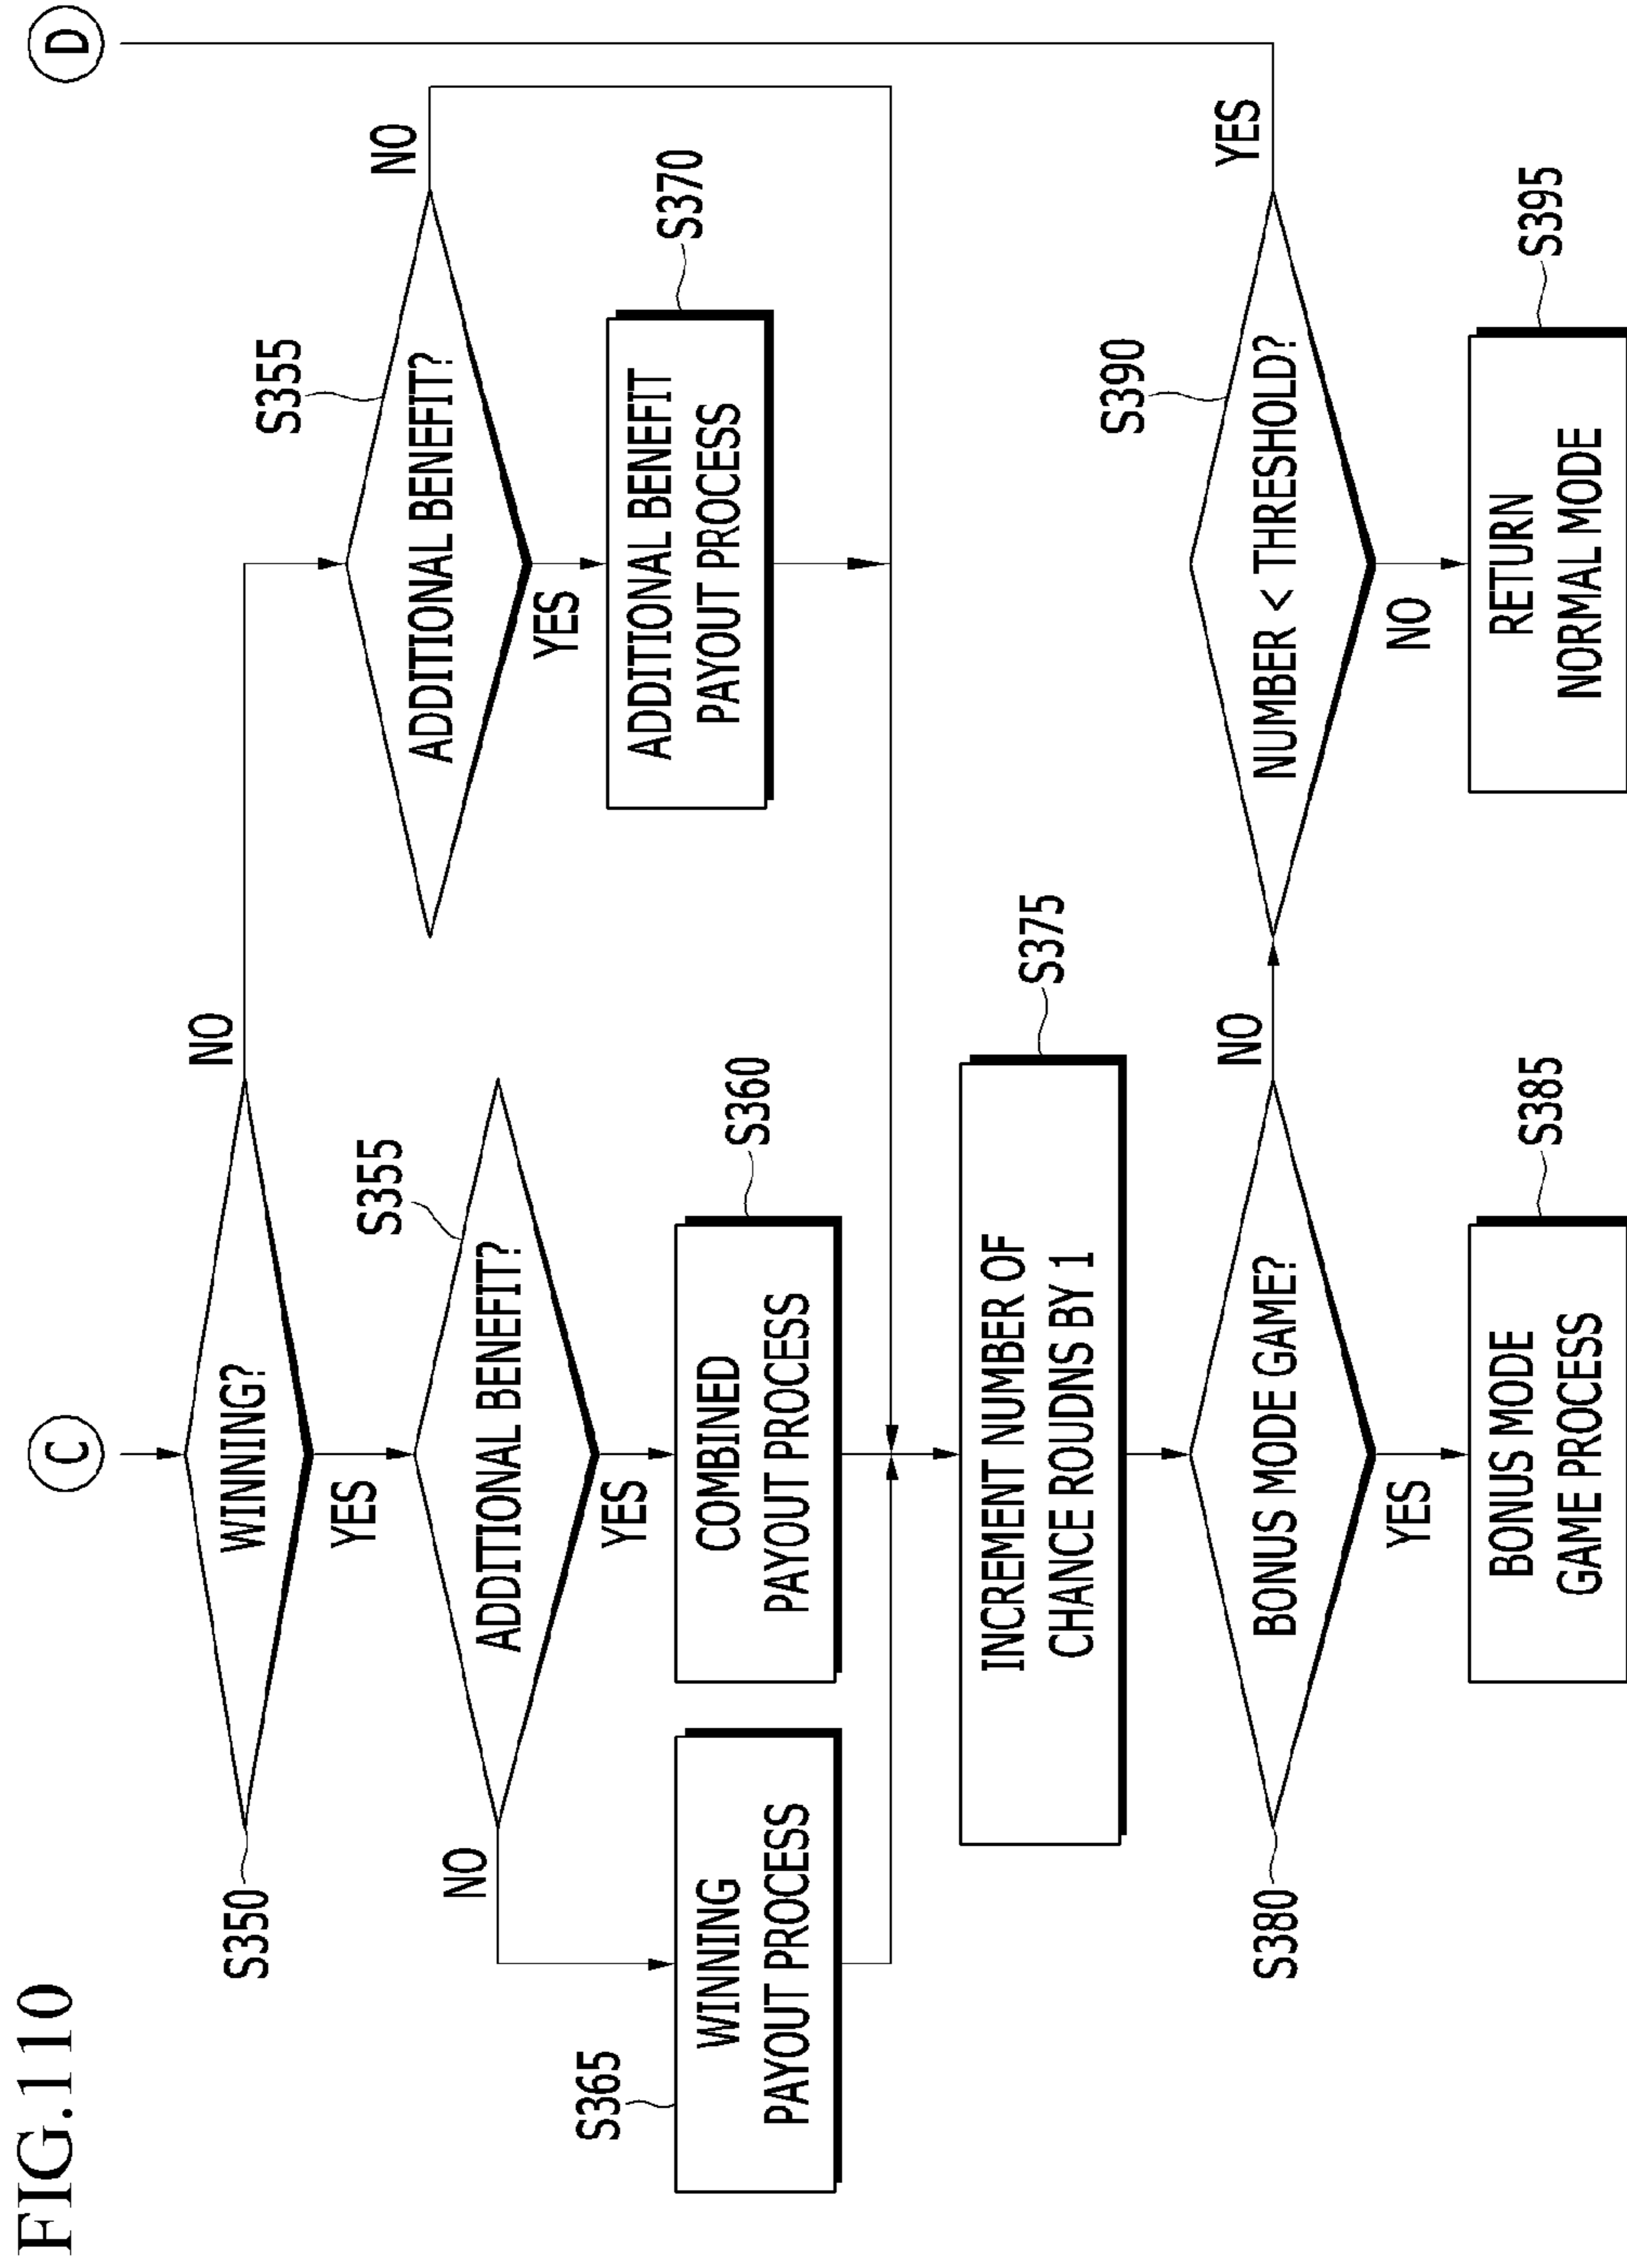 FIG.110
C
D
S350
WINNING?
NO
YES
S355
ADDITIONAL BENEFIT?
NO
YES
S355
ADDITIONAL BENEFIT?
NO
YES
S365
WINNING
PAYOUT PROCESS
S360
COMBINED
PAYOUT PROCESS
S370
ADDITIONAL BENEFIT
PAYOUT PROCESS
S375
INCREMENT NUMBER OF
CHANCE ROUDNS BY 1
S380
BONUS MODE GAME?
NO
YES
S390
NUMBER < THRESHOLD?
YES
NO
S385
BONUS MODE
GAME PROCESS
S395
RETURN
NORMAL MODE